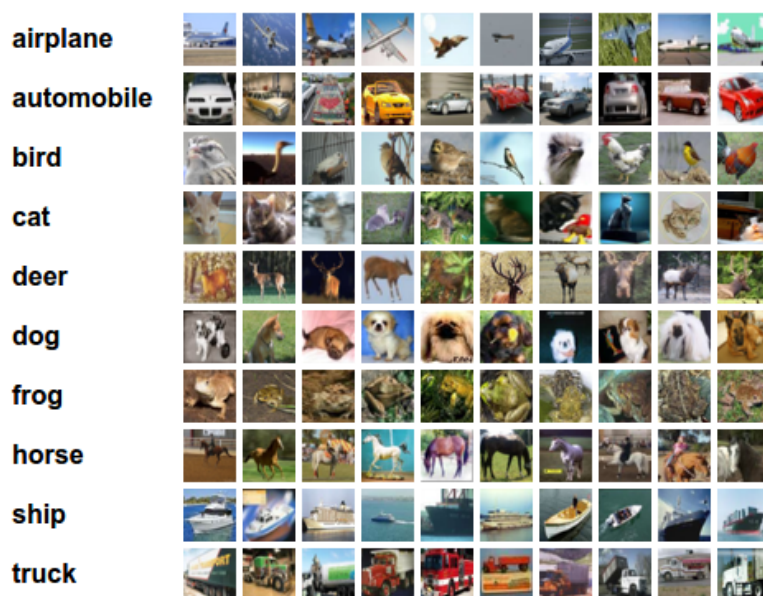 airplane
automobile
bird
cat
deer
dog
frog
horse
ship
truck